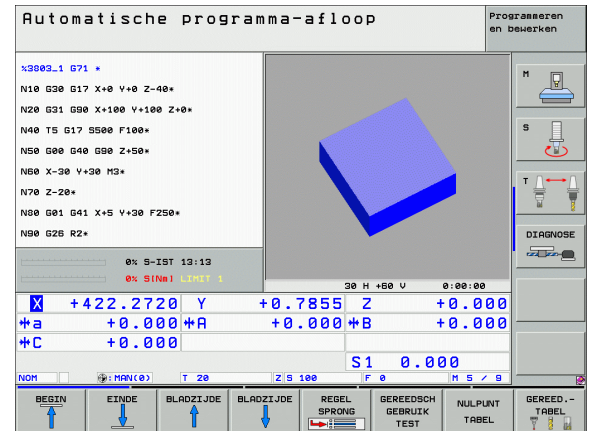 Automatische programma-afloop
Programmeren
en bewerken
%3803_1 G71 *
N10 G30 G17 X+0 Y+0 Z-40*
N20 G31 G90 X+100 Y+100 Z+0*
N40 T5 G17 S500 F100*
N50 G00 G40 G90 Z+50*
N60 X-30 Y+30 M3*
N70 Z-20*
N80 G01 G41 X+5 Y+30 F250*
N90 G26 R2*
M
S
T
DIAGNOSE
0% S-IST 13:13
0% S[Nm] LIMIT 1
30 H +60 V 0:00:00
X +422.2720 Y +0.7855 Z +0.000
a +0.000 A +0.000 B +0.000
C +0.000
S1 0.000
NOM MAN(0) T 20 Z S 100 F 0 M 5 / 9
BEGIN
EINDE
BLADZIJDE
BLADZIJDE
REGEL
SPRONG
GEREEDSCH
GEBRUIK
TEST
NULPUNT
TABEL
GEREED.-
TABEL